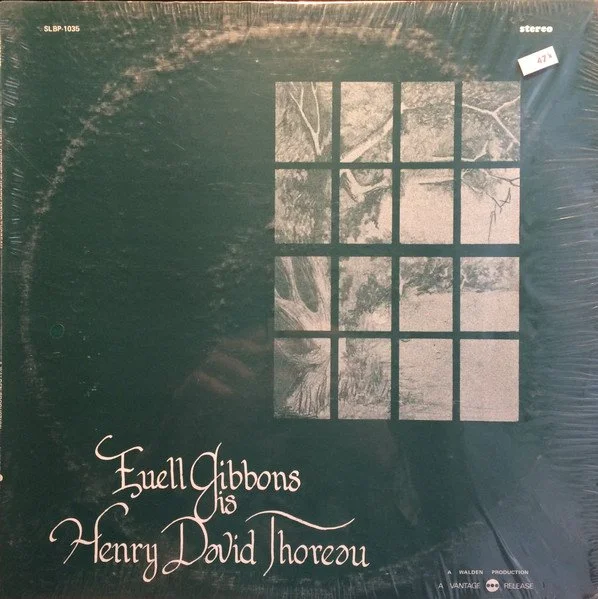 SLBP-1035
stereo
Euell Gibbons
is
Henry David Thoreau
A WALDEN PRODUCTION
A VANTAGE RELEASE